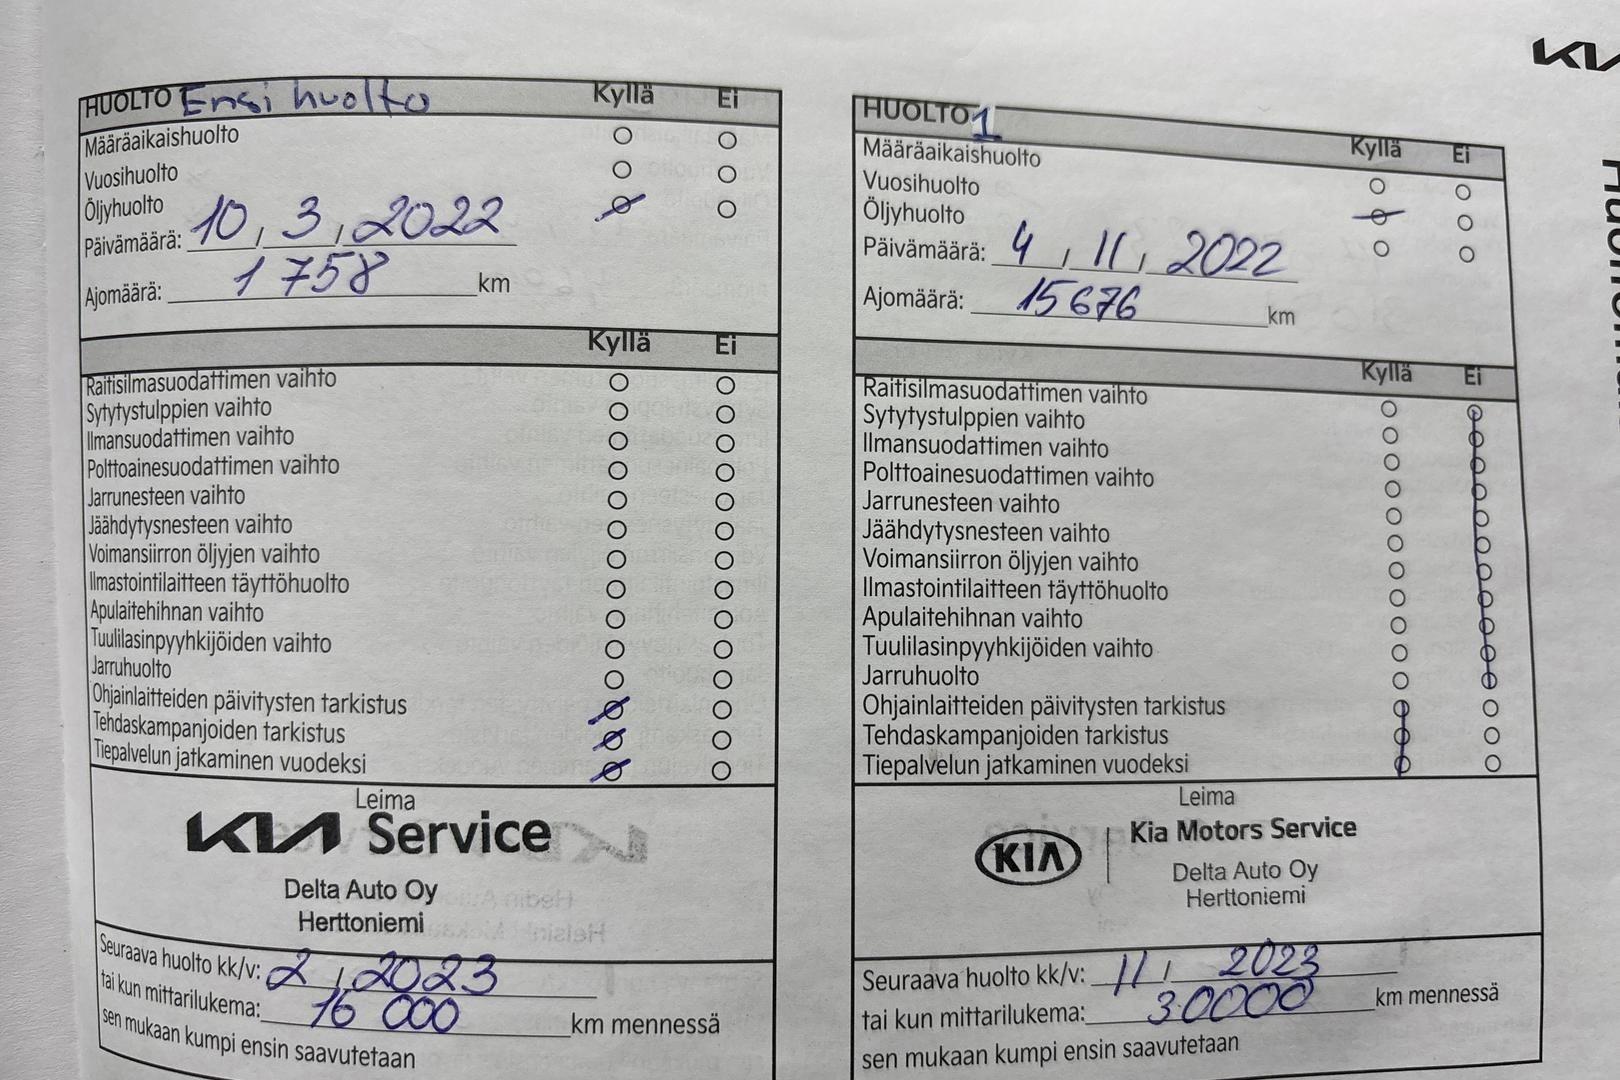 HUOLTO Ensi huolto Kyllä Ei
Määräaikaishuolto
Vuosihuolto
Öljyhuolto
Päivämäärä: 10, 3, 2022
Ajomäärä: 1 758 km
Kyllä Ei
Raitisilmasuodattimen vaihto
Sytytystulppien vaihto
Ilmansuodattimen vaihto
Polttoainesuodattimen vaihto
Jarrunesteen vaihto
Jäähdytysnesteen vaihto
Voimansiirron öljyjen vaihto
Ilmastointilaitteen täyttöhuolto
Apulaitehihnan vaihto
Tuulilasinpyyhkijöiden vaihto
Jarruhuolto
Ohjainlaitteiden päivitysten tarkistus
Tehdaskampanjoiden tarkistus
Tiepalvelun jatkaminen vuodeksi
Leima
KIA Service
Delta Auto Oy
Herttoniemi
Seuraava huolto kk/v: 2, 2023
tai kun mittarilukema: 16 000 km mennessä
sen mukaan kumpi ensin saavutetaan
HUOLTO 1
Kyllä Ei
Määräaikaishuolto
Vuosihuolto
Öljyhuolto
Päivämäärä: 4, 11, 2022
Ajomäärä: 15 676 km
Kyllä Ei
Raitisilmasuodattimen vaihto
Sytytystulppien vaihto
Ilmansuodattimen vaihto
Polttoainesuodattimen vaihto
Jarrunesteen vaihto
Jäähdytysnesteen vaihto
Voimansiirron öljyjen vaihto
Ilmastointilaitteen täyttöhuolto
Apulaitehihnan vaihto
Tuulilasinpyyhkijöiden vaihto
Jarruhuolto
Ohjainlaitteiden päivitysten tarkistus
Tehdaskampanjoiden tarkistus
Tiepalvelun jatkaminen vuodeksi
Leima
KIA Kia Motors Service
Delta Auto Oy
Herttoniemi
Seuraava huolto kk/v: 11, 2023
tai kun mittarilukema: 30000 km mennessä
sen mukaan kumpi ensin saavutetaan